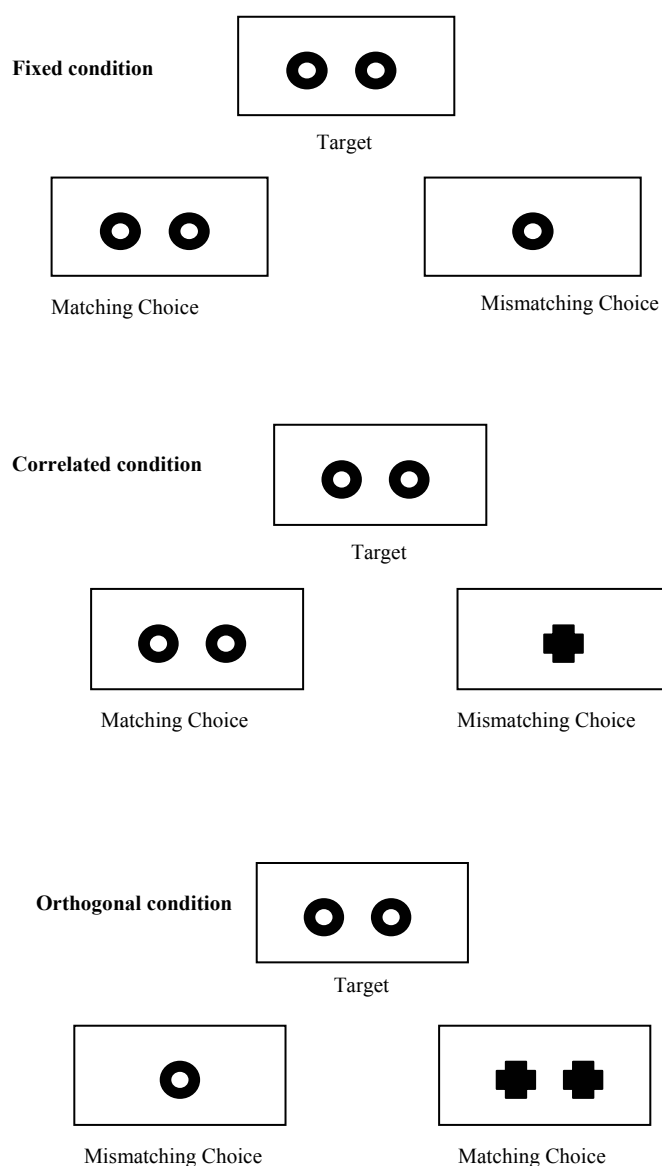 Fixed condition
Target
Matching Choice
Mismatching Choice
Correlated condition
Target
Matching Choice
Mismatching Choice
Orthogonal condition
Target
Mismatching Choice
Matching Choice